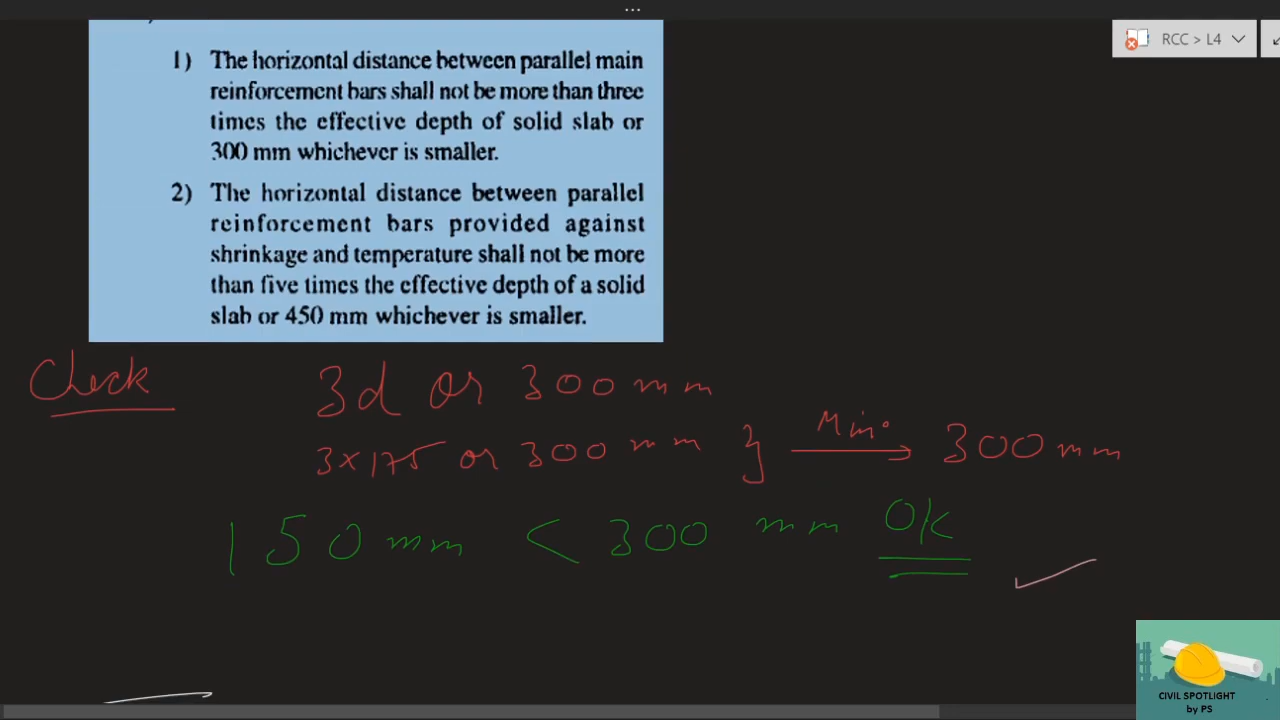 RCC > L4
1) The horizontal distance between parallel main
reinforcement bars shall not be more than three
times the effective depth of solid slab or
300 mm whichever is smaller.
2) The horizontal distance between parallel
reinforcement bars provided against
shrinkage and temperature shall not be more
than five times the effective depth of a solid
slab or 450 mm whichever is smaller.
Check 3d or 300 mm
3×175 or 300 mm } Min. → 300 mm
150 mm < 300 mm OK
CIVIL SPOTLIGHT
by PS